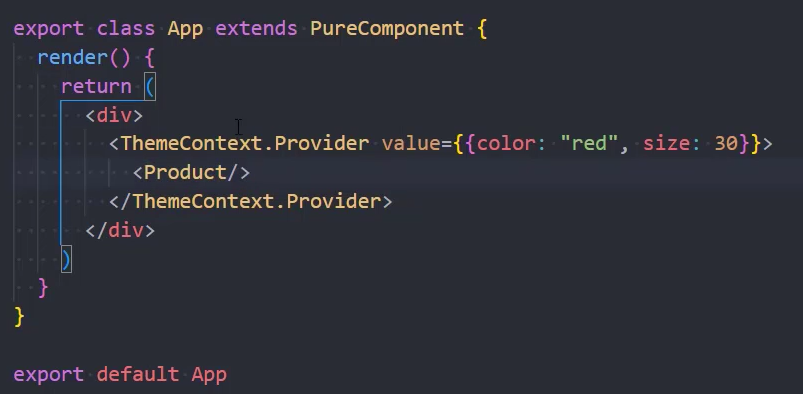 export class App extends PureComponent {
render() {
return (
<div>
<ThemeContext.Provider value={{color: "red", size: 30}}>
<Product/>
</ThemeContext.Provider>
</div>
)
}
}
export default App